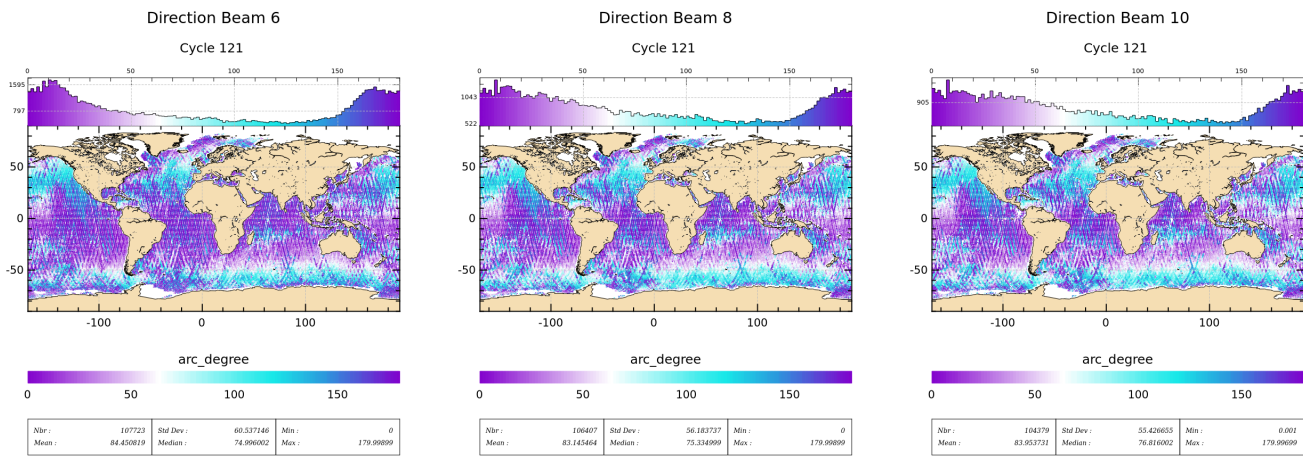 Direction Beam 6
Cycle 121
0 50 100 150
1595
797
50
0
-50
-100 0 100
arc_degree
0 50 100 150
Nbr : 107723 Std Dev : 60.537146 Min : 0
Mean : 84.450819 Median : 74.996002 Max : 179.99899
Direction Beam 8
Cycle 121
0 50 100 150
1043
522
50
0
-50
-100 0 100
arc_degree
0 50 100 150
Nbr : 106407 Std Dev : 56.183737 Min : 0
Mean : 83.145464 Median : 75.334999 Max : 179.99899
Direction Beam 10
Cycle 121
0 50 100 150
905
50
0
-50
-100 0 100
arc_degree
0 50 100 150
Nbr : 104379 Std Dev : 55.426655 Min : 0.001
Mean : 83.953731 Median : 76.816002 Max : 179.99699